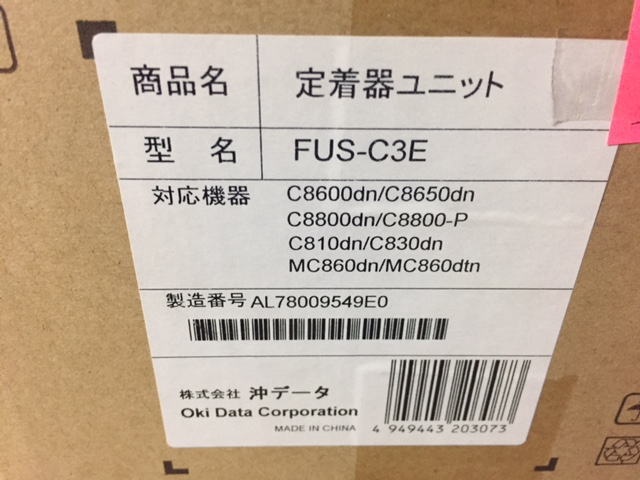 商品名 定着器ユニット
型 名 FUS-C3E
対応機器 C8600dn/C8650dn
C8800dn/C8800-P
C810dn/C830dn
MC860dn/MC860dtn
製造番号 AL78009549E0
株式会社 沖データ
Oki Data Corporation
MADE IN CHINA
4 949443 203073